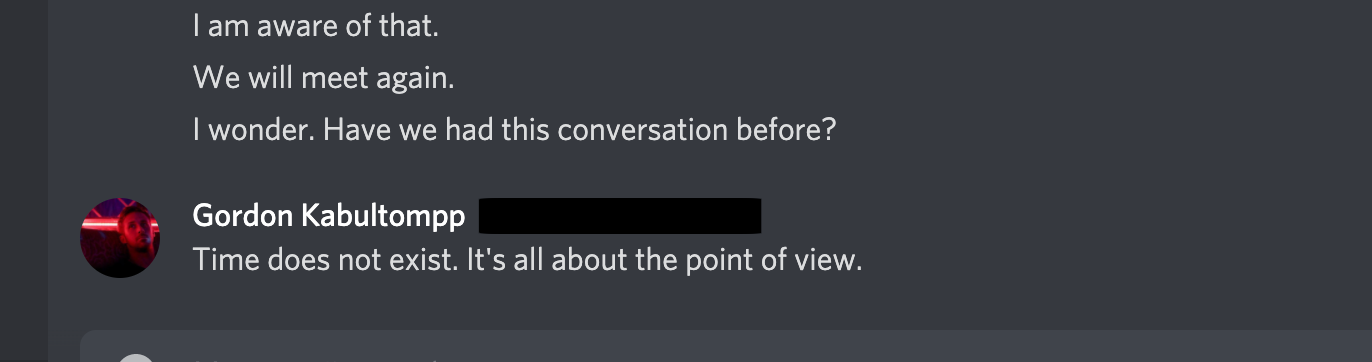 I am aware of that.
We will meet again.
I wonder. Have we had this conversation before?
Gordon Kabultompp
Time does not exist. It's all about the point of view.